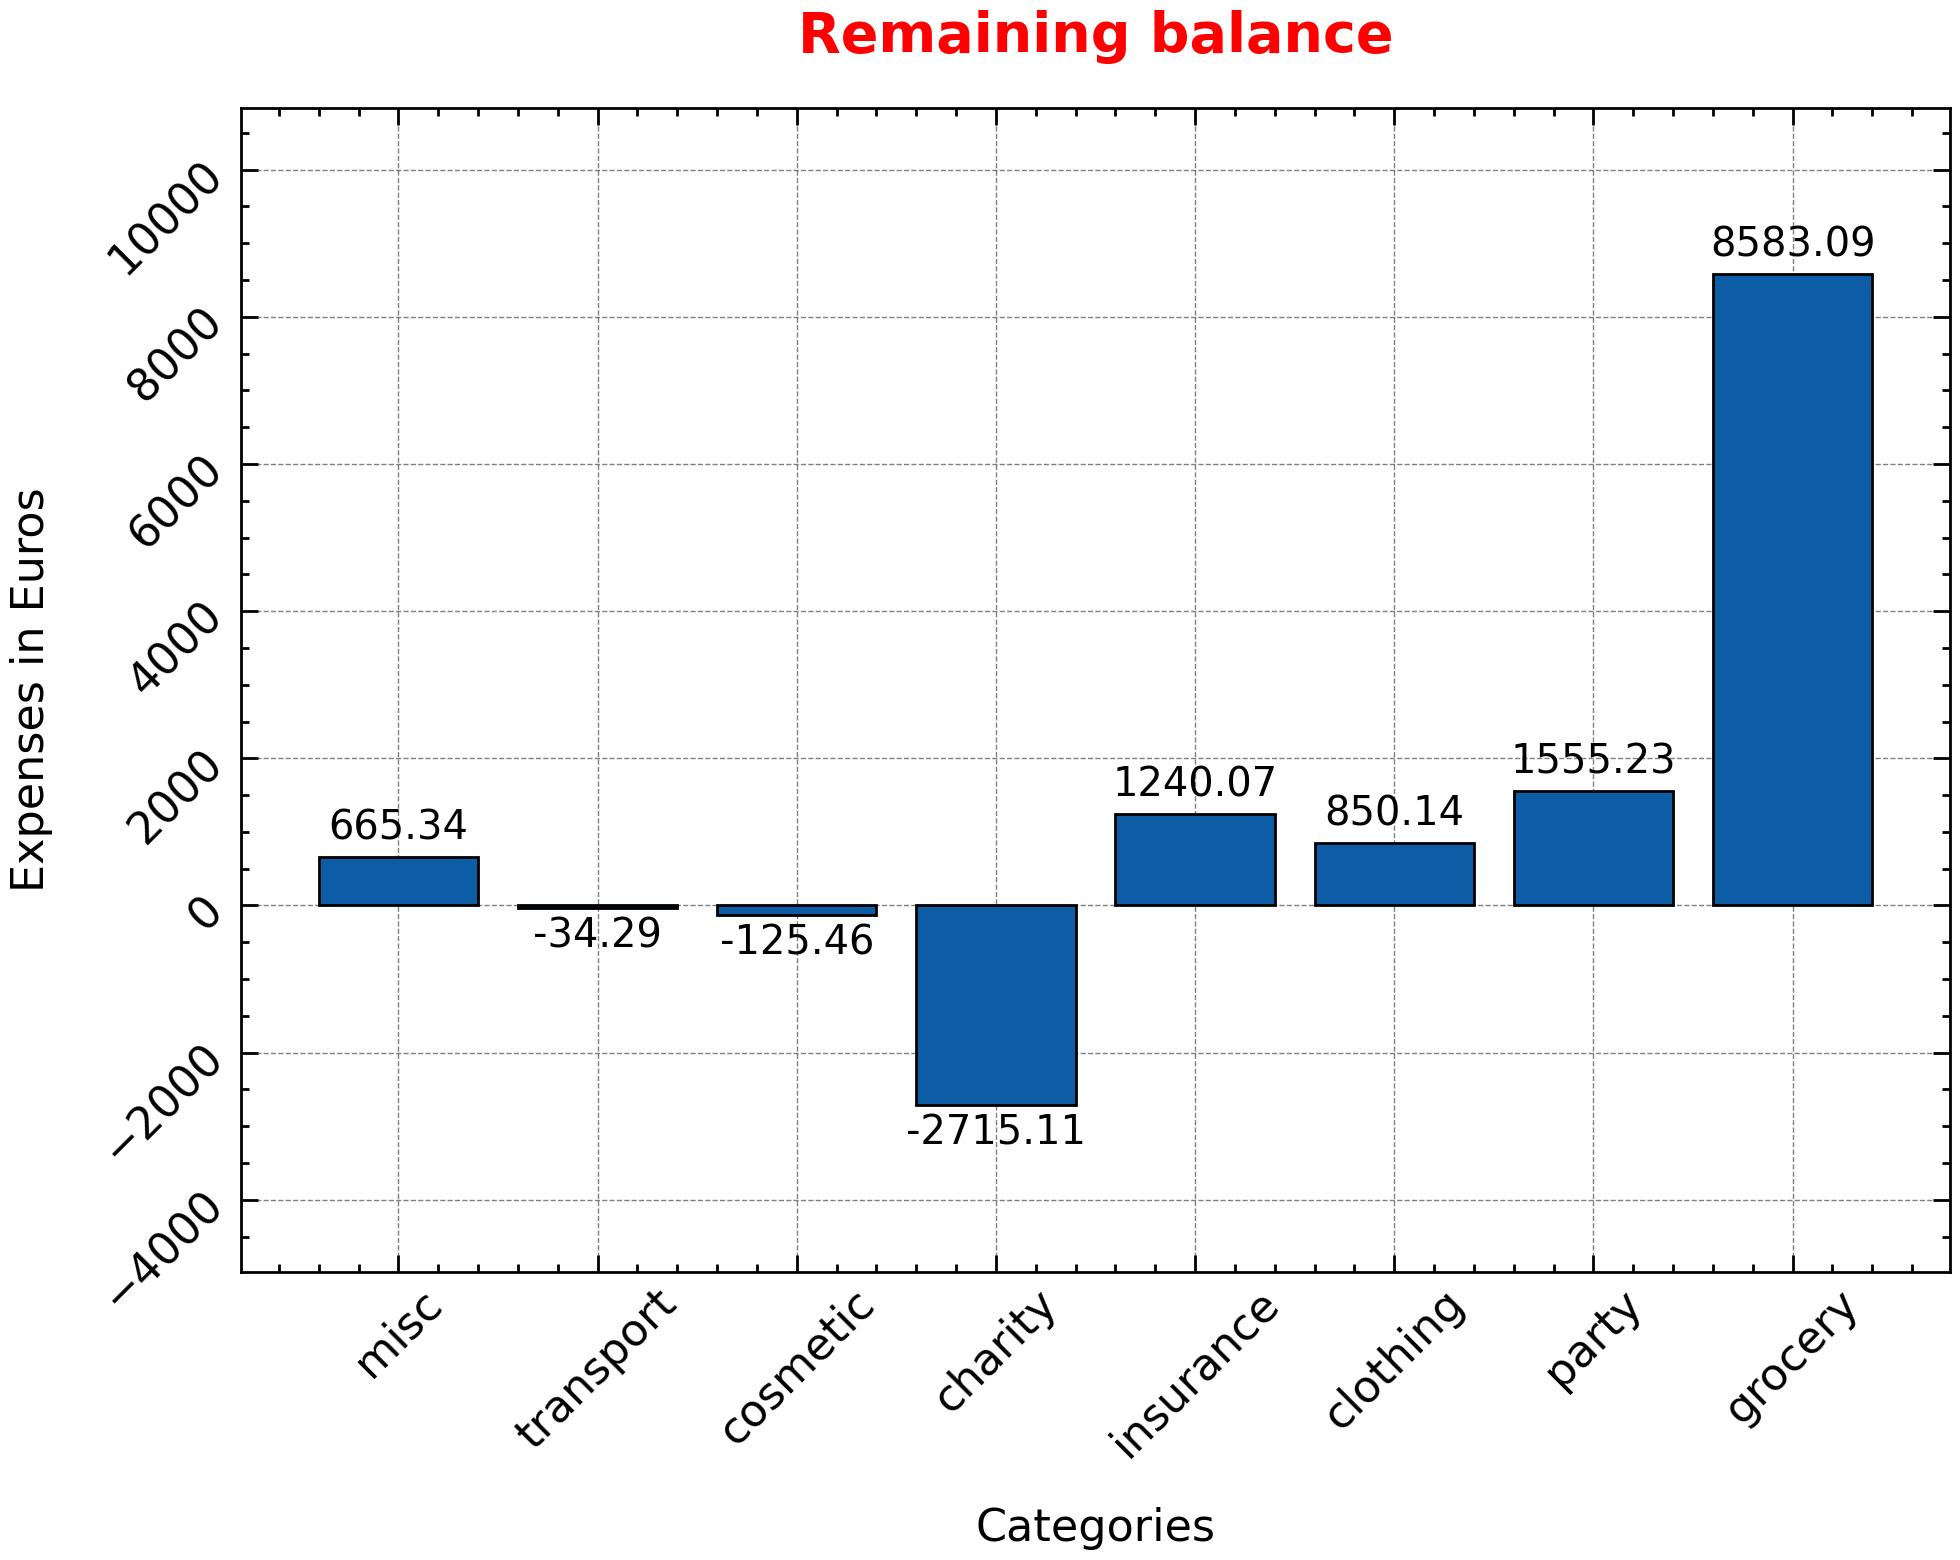 Remaining balance
Expenses in Euros
10000
8000
6000
4000
2000
0
−2000
−4000
665.34
-34.29
-125.46
-2715.11
1240.07
850.14
1555.23
8583.09
misc
transport
cosmetic
charity
insurance
clothing
party
grocery
Categories